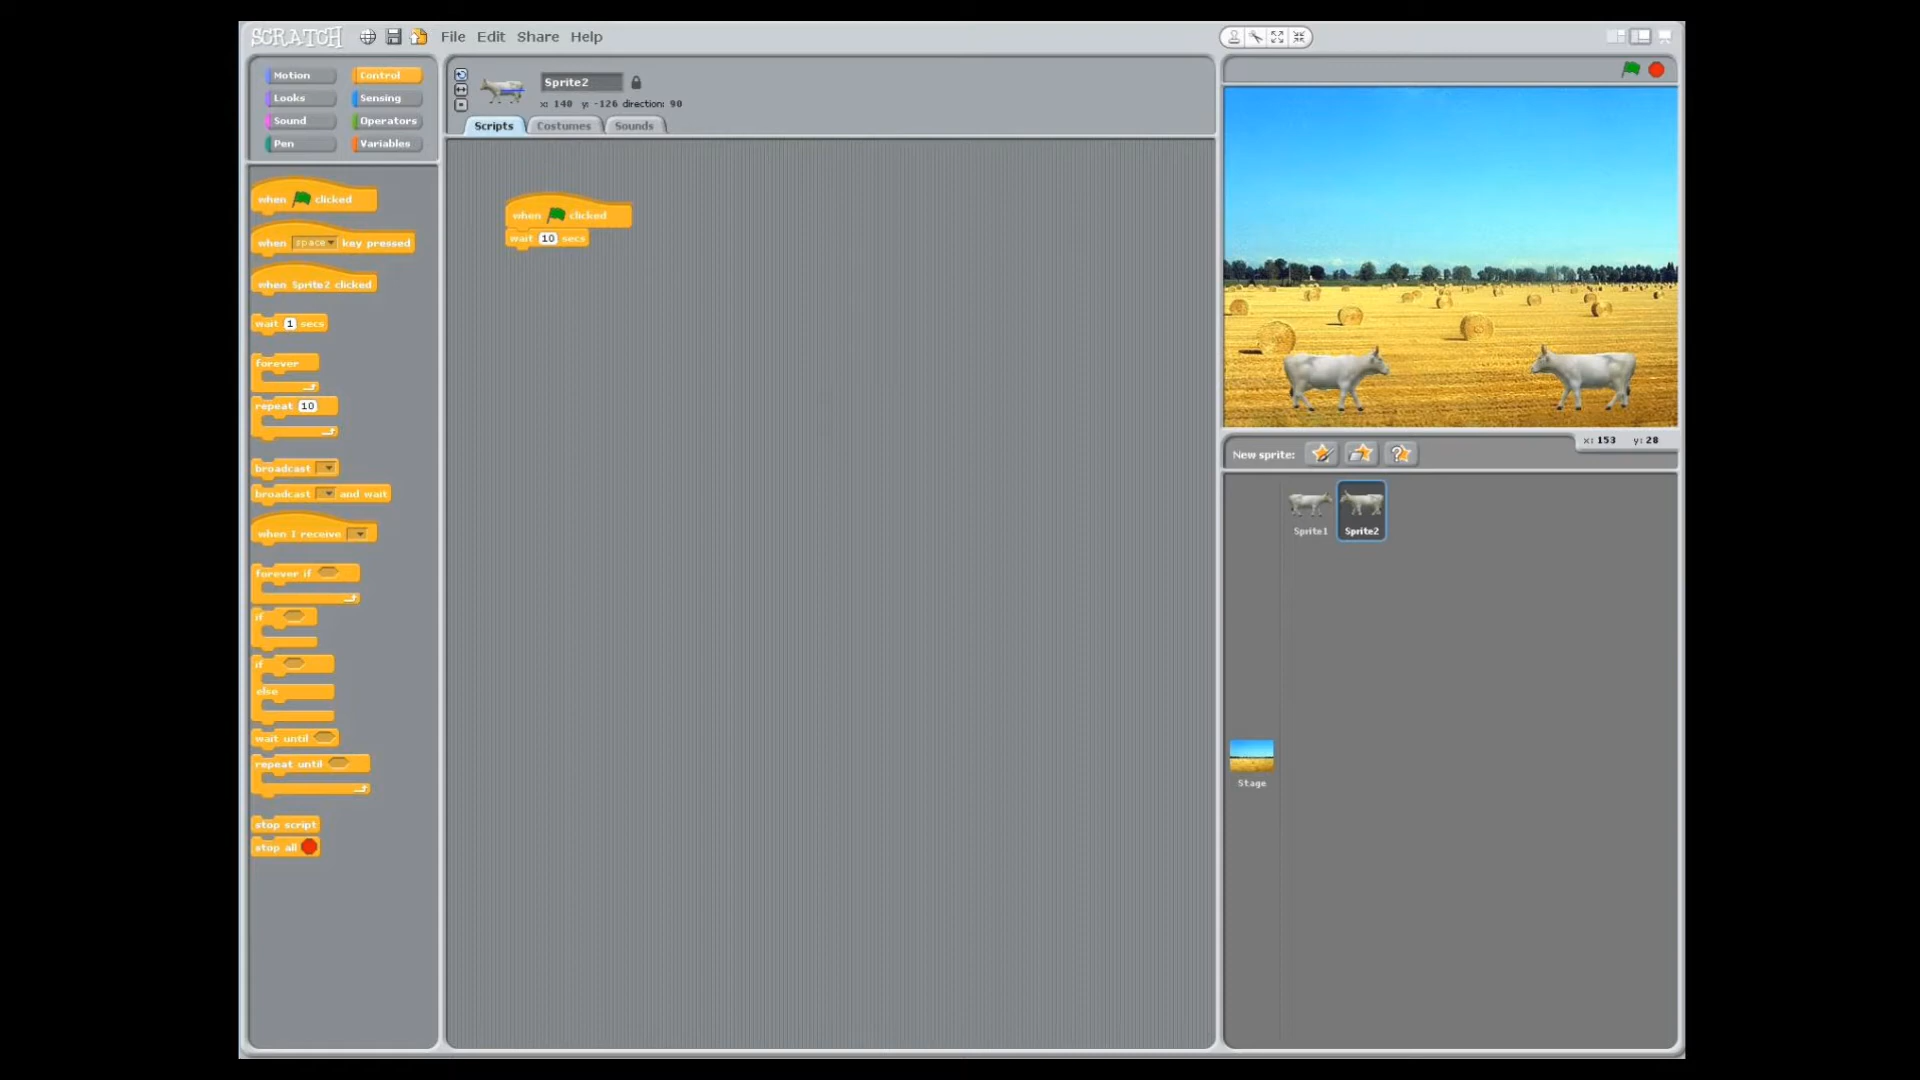 SCRATCH File Edit Share Help
Motion Control
Looks Sensing
Sound Operators
Pen Variables
when clicked
when space key pressed
when Sprite2 clicked
wait 1 secs
forever
repeat 10
broadcast
broadcast and wait
when I receive
forever if
if
if
else
wait until
repeat until
stop script
stop all
Sprite2
x: 140 y: -126 direction: 90
Scripts Costumes Sounds
when clicked
wait 10 secs
x: 153 y: 28
New sprite:
Sprite1 Sprite2
Stage